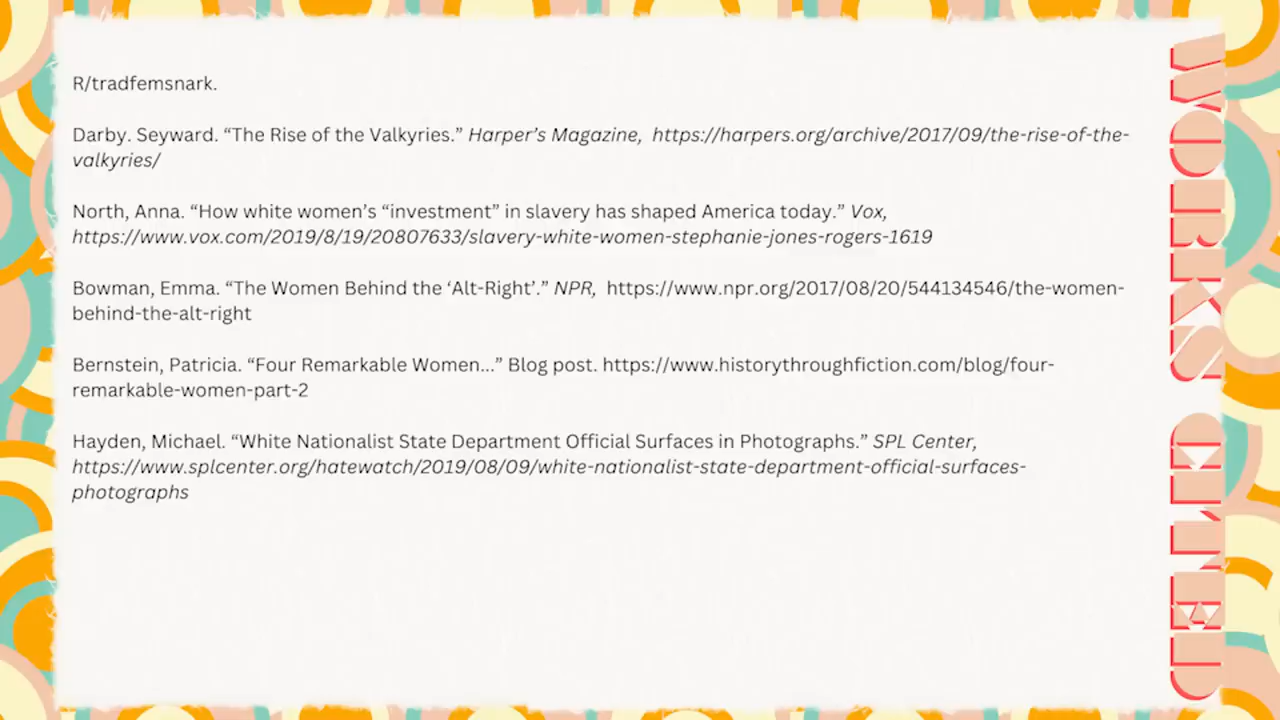 R/tradfemsnark.
Darby. Seyward. “The Rise of the Valkyries.” Harper’s Magazine, https://harpers.org/archive/2017/09/the-rise-of-the-
valkyries/
North, Anna. “How white women’s “investment” in slavery has shaped America today.” Vox,
https://www.vox.com/2019/8/19/20807633/slavery-white-women-stephanie-jones-rogers-1619
Bowman, Emma. “The Women Behind the ‘Alt-Right’.” NPR, https://www.npr.org/2017/08/20/544134546/the-women-
behind-the-alt-right
Bernstein, Patricia. “Four Remarkable Women...” Blog post. https://www.historythroughfiction.com/blog/four-
remarkable-women-part-2
Hayden, Michael. “White Nationalist State Department Official Surfaces in Photographs.” SPL Center,
https://www.splcenter.org/hatewatch/2019/08/09/white-nationalist-state-department-official-surfaces-
photographs
WORKS CITED